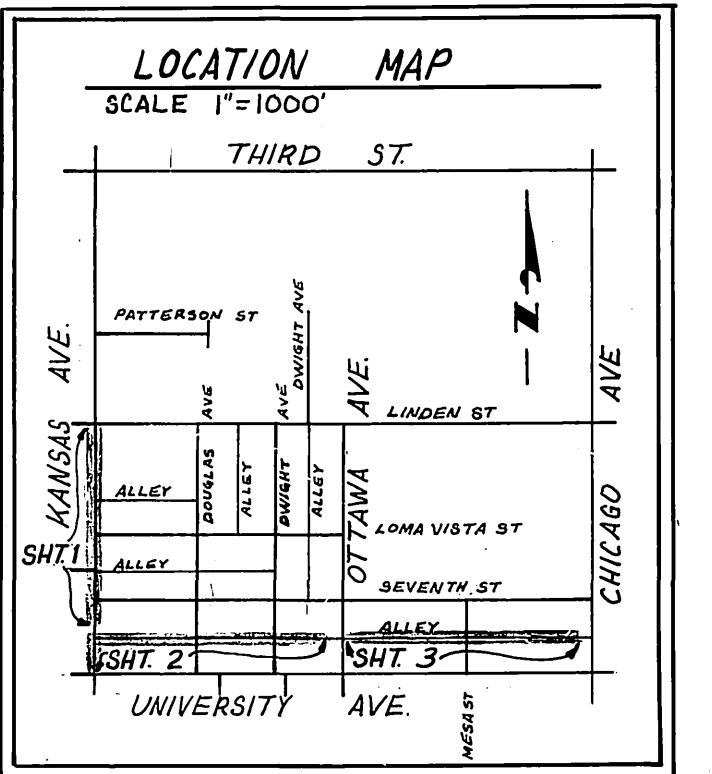 LOCATION MAP
SCALE 1"=1000'
THIRD ST.
PATTERSON ST
KANSAS AVE.
DOUGLAS AVE
ALLEY
DWIGHT AVE
DWIGHT AVE
ALLEY
OTTAWA AVE.
CHICAGO AVE
N
LINDEN ST
ALLEY
LOMA VISTA ST
SHT. 1
ALLEY
SEVENTH ST
ALLEY
SHT. 2
SHT. 3
UNIVERSITY AVE.
MESA ST